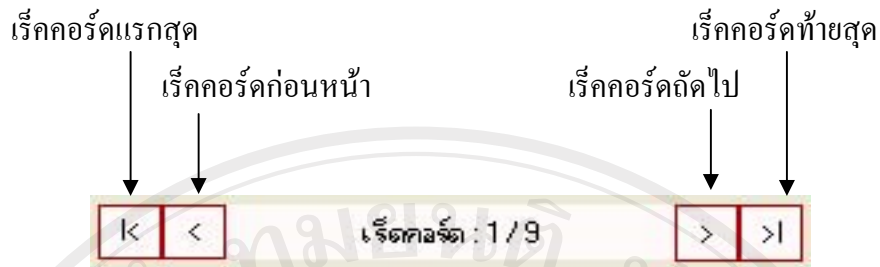 เร็คคอร์ดแรกสุด เร็คคอร์ดท้ายสุด
เร็คคอร์ดก่อนหน้า เร็คคอร์ดถัดไป
|< < เร็ดคอร์ด : 1 / 9 > >|